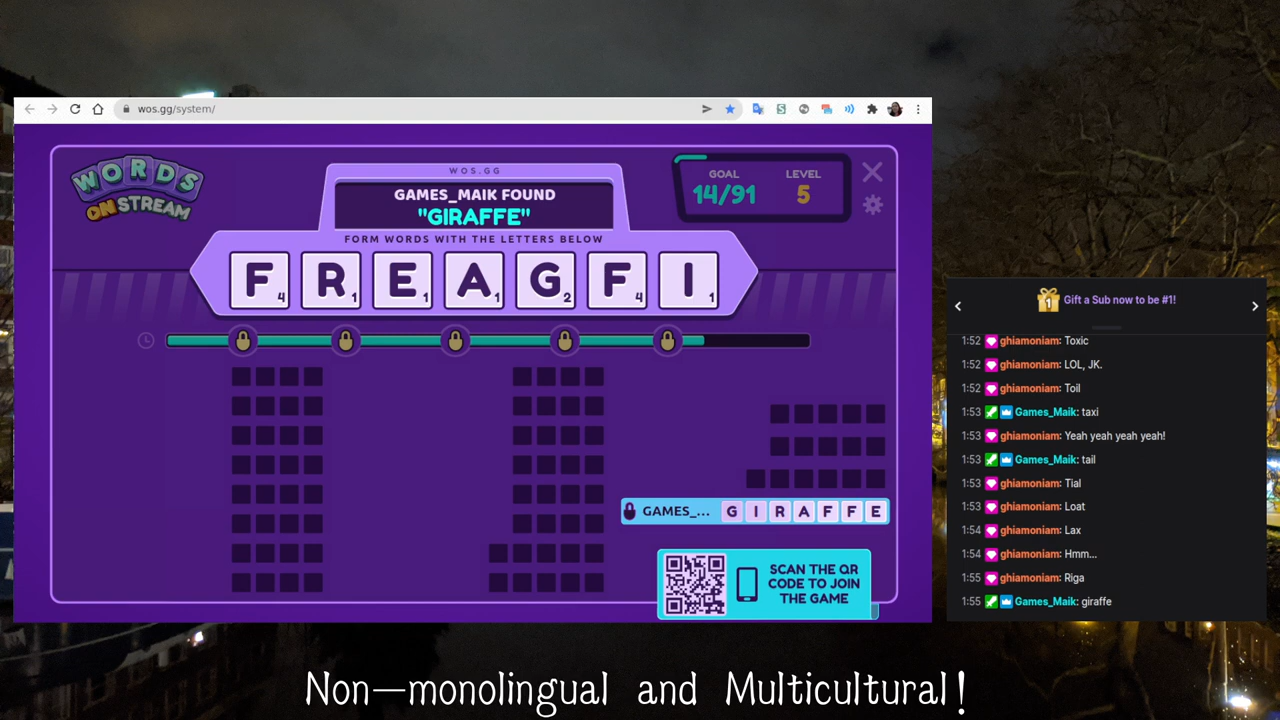 wos.gg/system/
WORDS
ON STREAM
WOS.GG
GAMES_MAIK FOUND
"GIRAFFE"
GOAL
14/91
LEVEL
5
FORM WORDS WITH THE LETTERS BELOW
F 4 R 1 E 1 A 1 G 2 F 4 I 1
GAMES_... G I R A F F E
SCAN THE QR
CODE TO JOIN
THE GAME
1 Gift a Sub now to be #1!
1:52 ghiamoniam: Toxic
1:52 ghiamoniam: LOL, JK.
1:52 ghiamoniam: Toil
1:53 Games_Maik: taxi
1:53 ghiamoniam: Yeah yeah yeah yeah!
1:53 Games_Maik: tail
1:53 ghiamoniam: Tial
1:53 ghiamoniam: Loat
1:54 ghiamoniam: Lax
1:54 ghiamoniam: Hmm...
1:55 ghiamoniam: Riga
1:55 Games_Maik: giraffe
Non-monolingual and Multicultural!